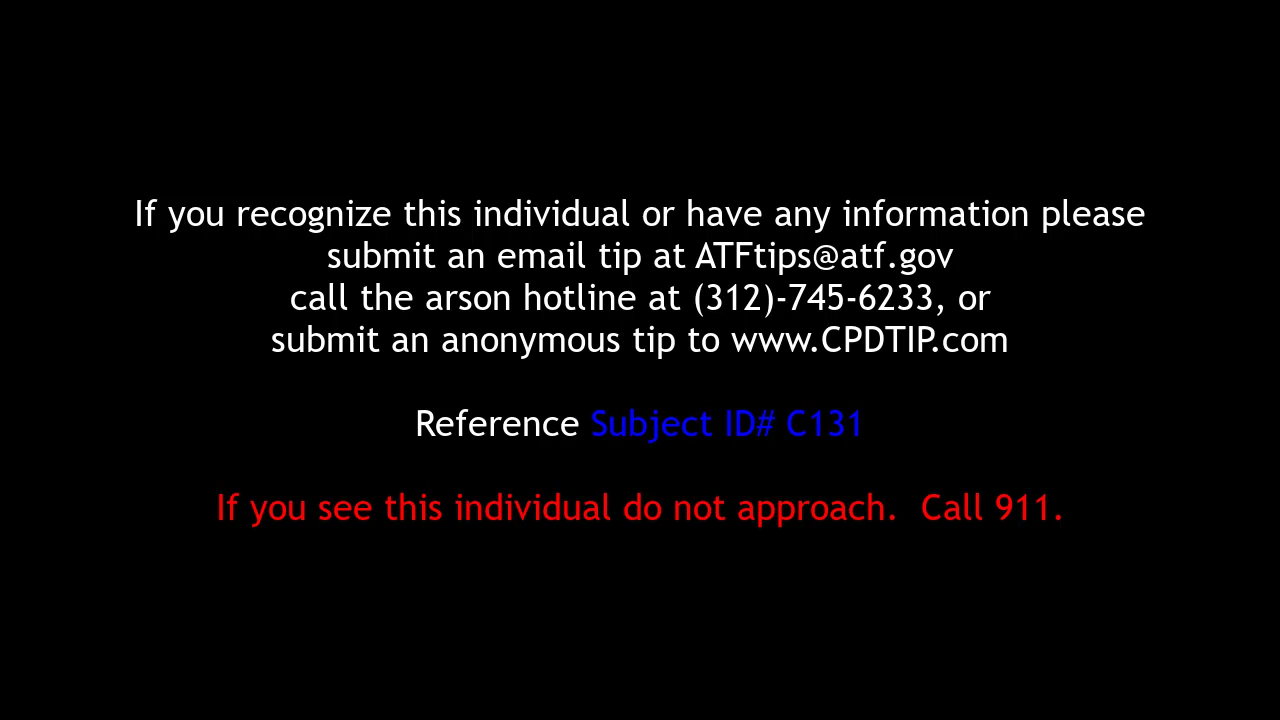 If you recognize this individual or have any information please
submit an email tip at ATFtips@atf.gov
call the arson hotline at (312)-745-6233, or
submit an anonymous tip to www.CPDTIP.com
Reference Subject ID# C131
If you see this individual do not approach.  Call 911.